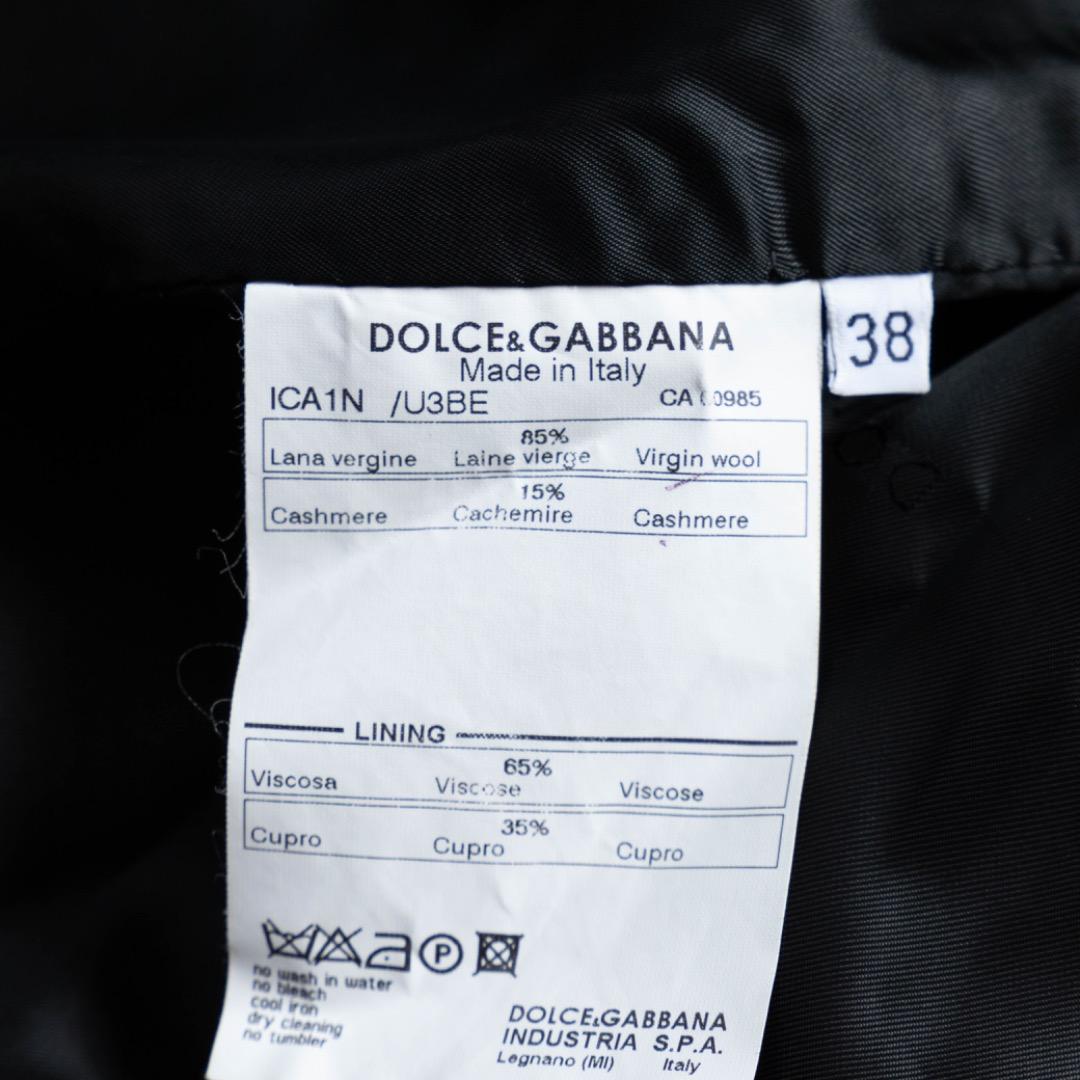 DOLCE&GABBANA
38
Made in Italy
ICA1N /U3BE CA 0985
85%
Lana vergine Laine vierge Virgin wool
15%
Cashmere Cachemire Cashmere
LINING
65%
Viscosa Viscose Viscose
35%
Cupro Cupro Cupro
P
no wash in water
no bleach
cool iron
dry cleaning
no tumbler
DOLCE&GABBANA
INDUSTRIA S.P.A.
Legnano (MI) Italy